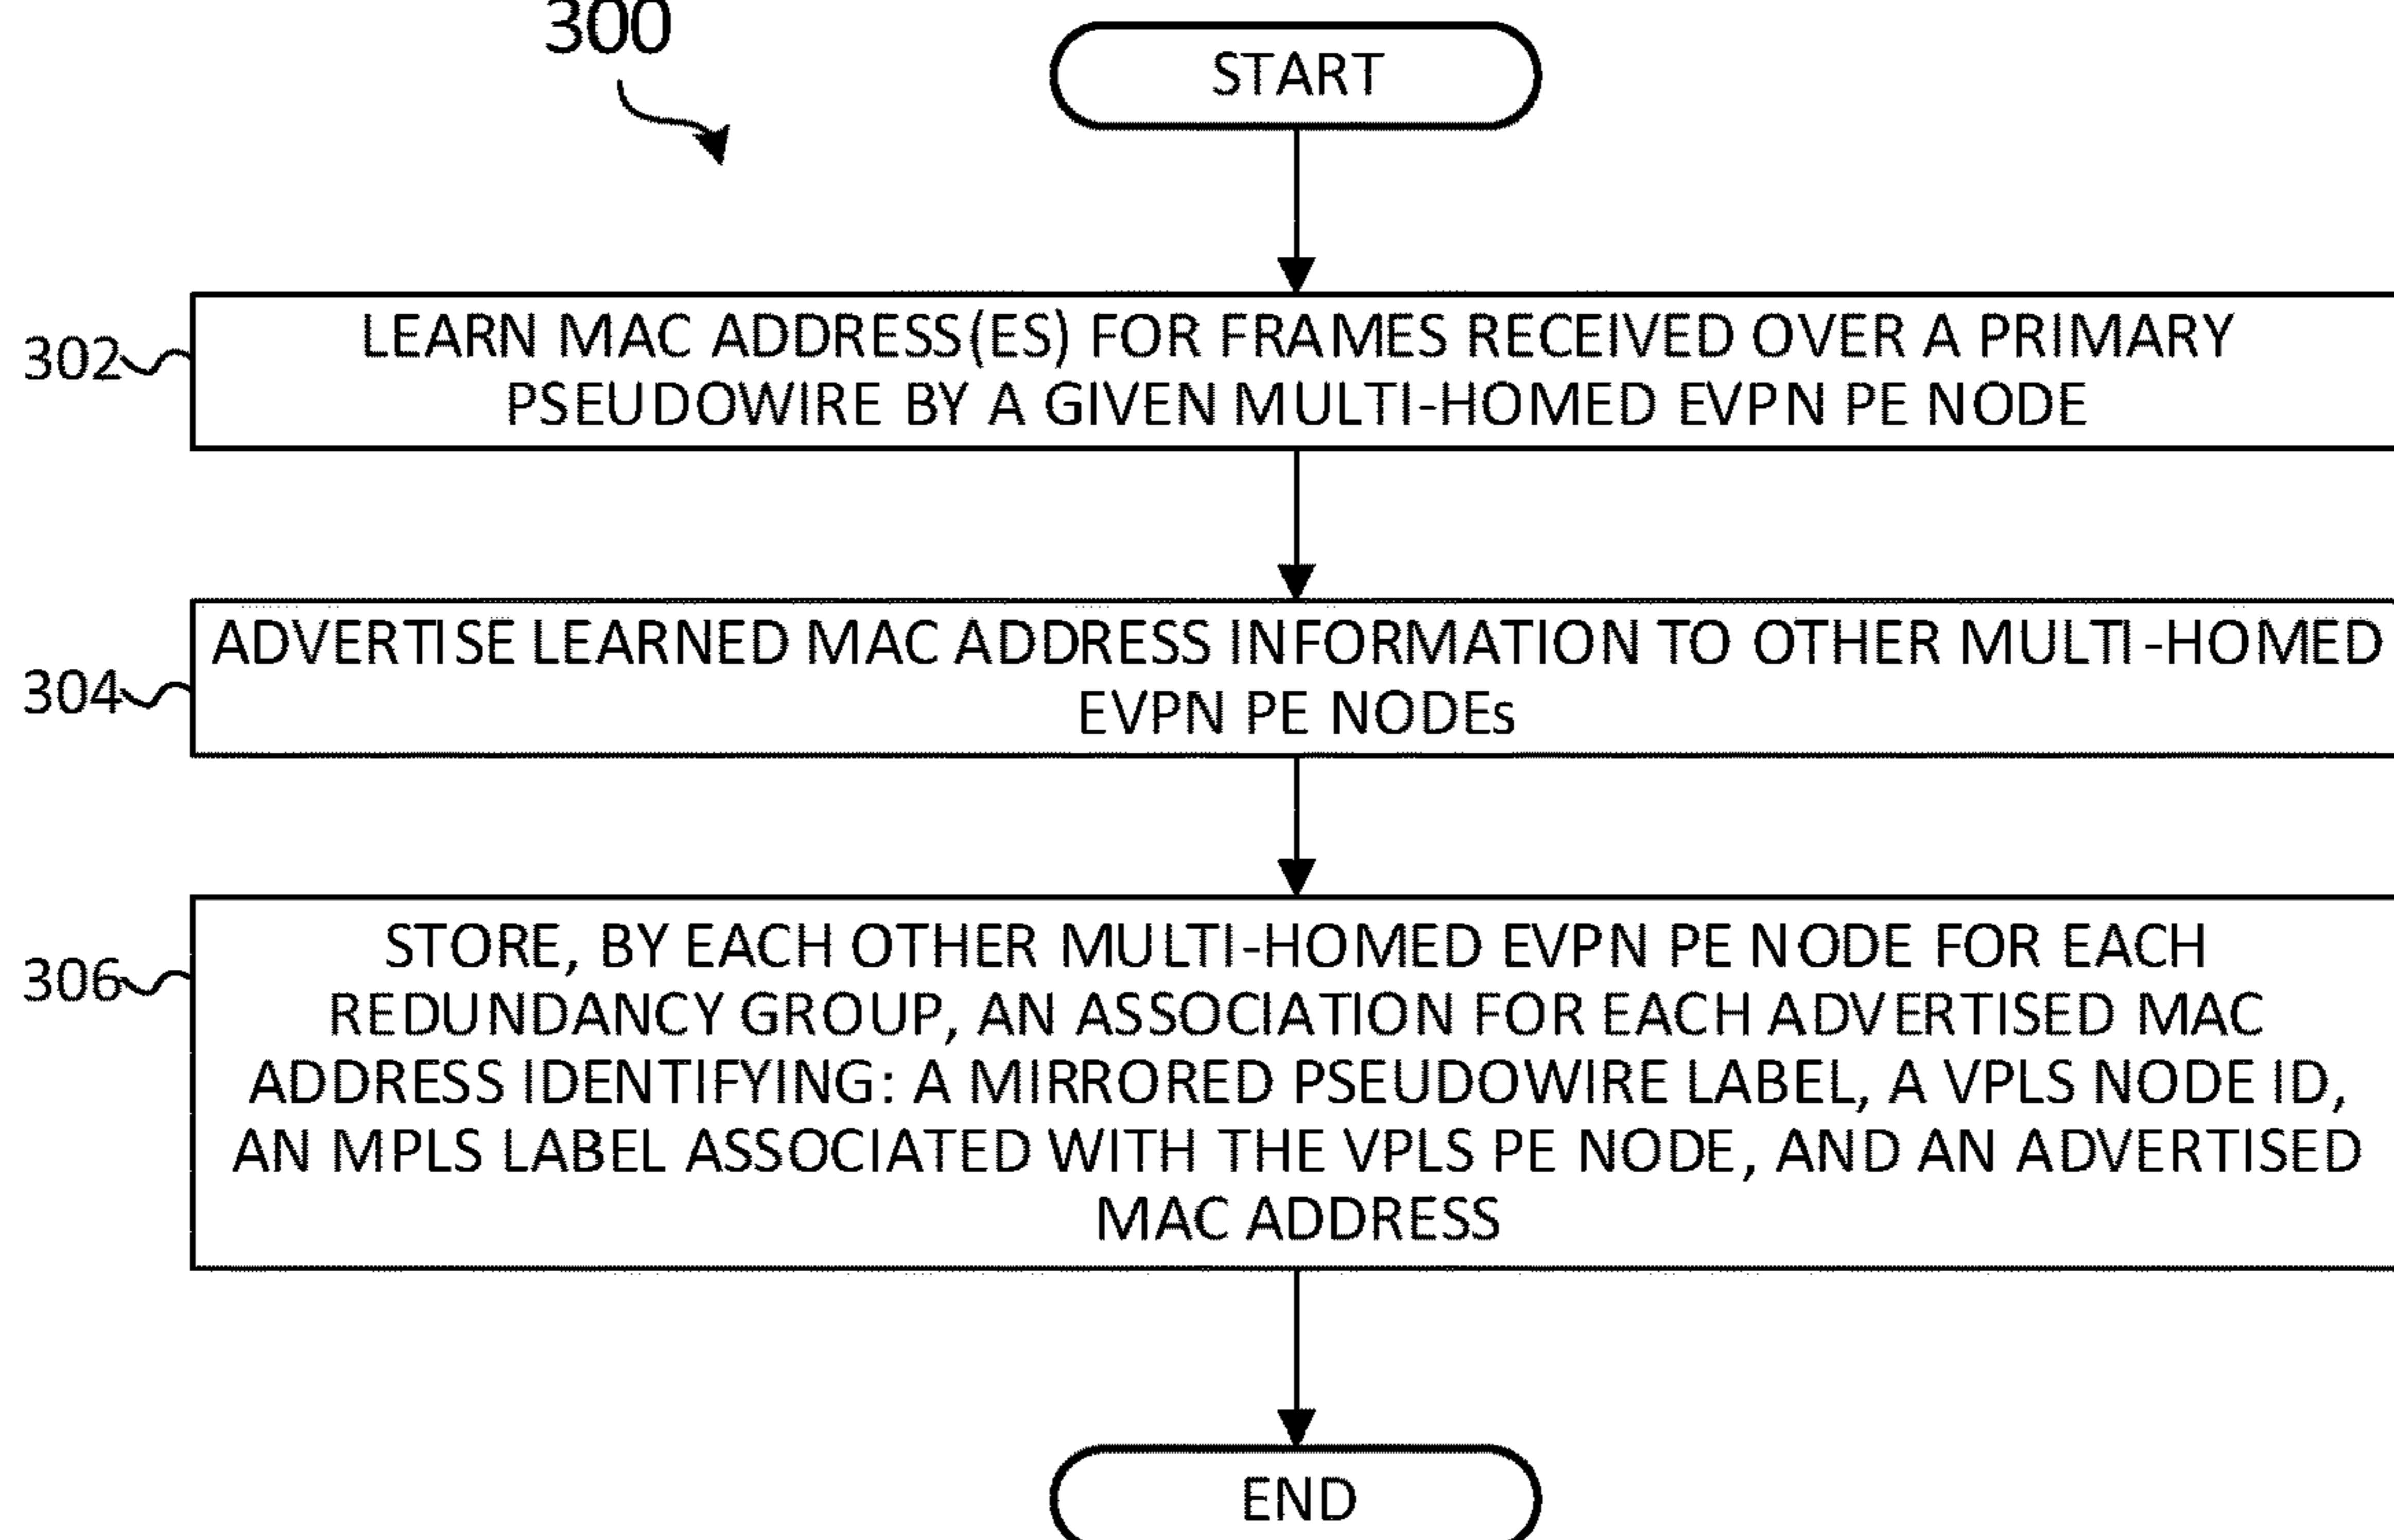 300
START
302
LEARN MAC ADDRESS(ES) FOR FRAMES RECEIVED OVER A PRIMARY
PSEUDOWIRE BY A GIVEN MULTI-HOMED EVPN PE NODE
304
ADVERTISE LEARNED MAC ADDRESS INFORMATION TO OTHER MULTI-HOMED
EVPN PE NODEs
306
STORE, BY EACH OTHER MULTI-HOMED EVPN PE NODE FOR EACH
REDUNDANCY GROUP, AN ASSOCIATION FOR EACH ADVERTISED MAC
ADDRESS IDENTIFYING: A MIRRORED PSEUDOWIRE LABEL, A VPLS NODE ID,
AN MPLS LABEL ASSOCIATED WITH THE VPLS PE NODE, AND AN ADVERTISED
MAC ADDRESS
END